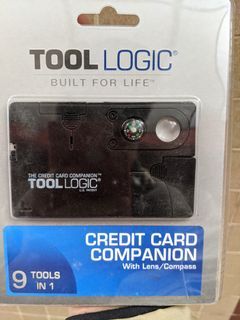 TOOL LOGIC®
BUILT FOR LIFE™
THE CREDIT CARD COMPANION™
TOOL LOGIC®
CREDIT CARD
COMPANION
With Lens/Compass
9 TOOLS
IN 1